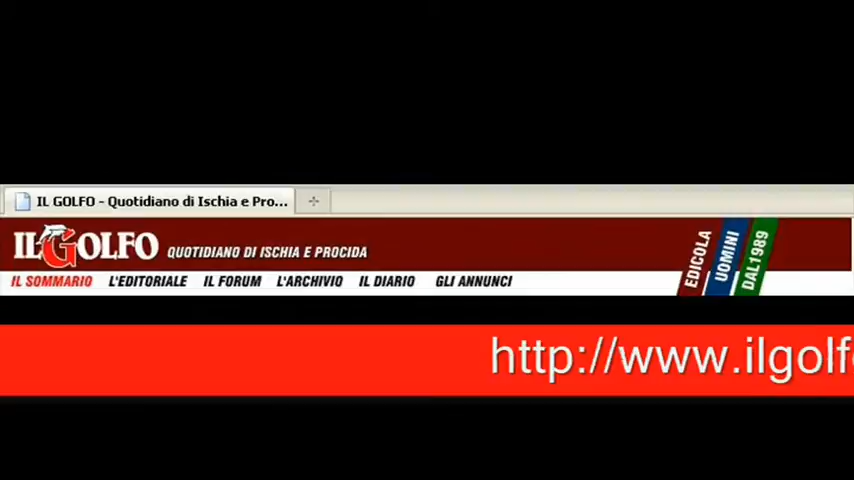 IL GOLFO - Quotidiano di Ischia e Pro...
IL GOLFO QUOTIDIANO DI ISCHIA E PROCIDA
EDICOLA UOMINI DAL1989
IL SOMMARIO L'EDITORIALE IL FORUM L'ARCHIVIO IL DIARIO GLI ANNUNCI
http://www.ilgolf